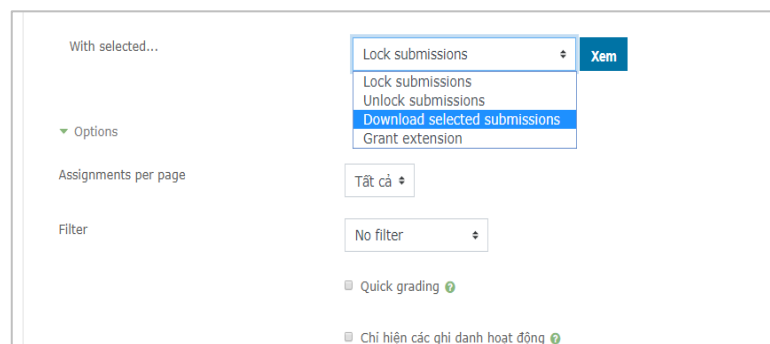 With selected...
Lock submissions
Xem
Lock submissions
Unlock submissions
Download selected submissions
Grant extension
Options
Assignments per page
Tất cả
Filter
No filter
Quick grading
Chỉ hiện các ghi danh hoạt động